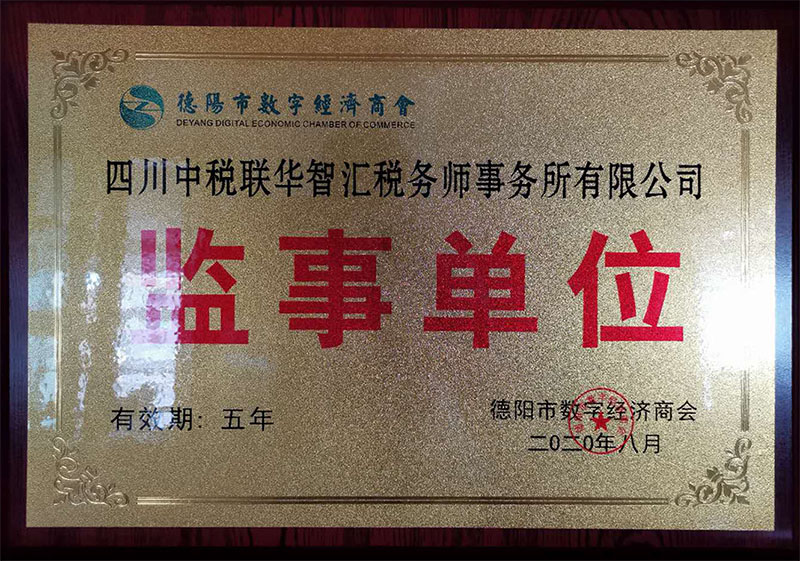 德陽市數字經濟商會
DEYANG DIGITAL ECONOMIC CHAMBER OF COMMERCE
四川中税联华智汇税务师事务所有限公司
监事单位
有效期：五年
德阳市数字经济商会
二〇二〇年八月